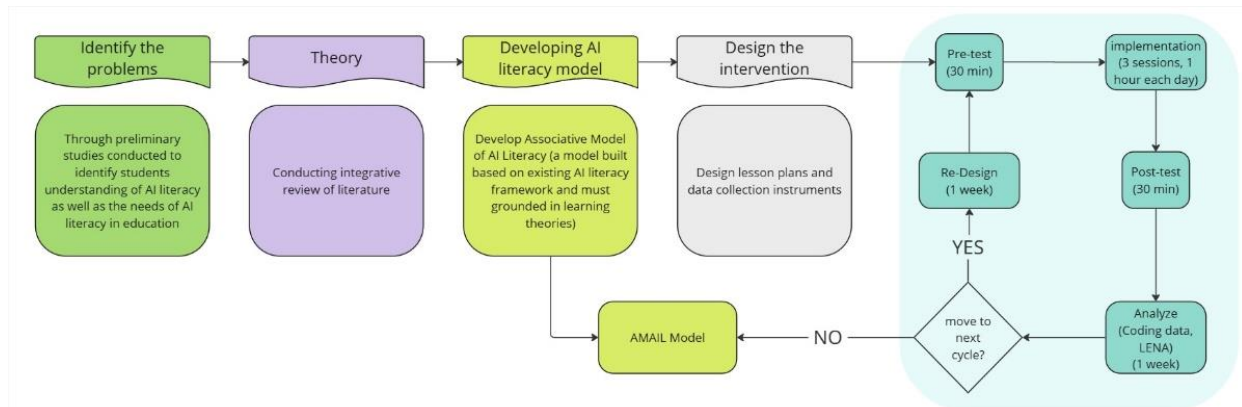 Identify the
problems
Theory
Developing AI
literacy model
Design the
intervention
Pre-test
(30 min)
implementation
(3 sessions, 1
hour each day)
Through preliminary
studies conducted to
identify students
understanding of AI literacy
as well as the needs of AI
literacy in education
Conducting integrative
review of literature
Develop Associative Model
of AI Literacy (a model built
based on existing AI literacy
framework and must
grounded in learning
theories)
Design lesson plans and
data collection instruments
Re-Design
(1 week)
Post-test
(30 min)
YES
AMAIL Model
NO
move to
next
cycle?
Analyze
(Coding data,
LENA)
(1 week)